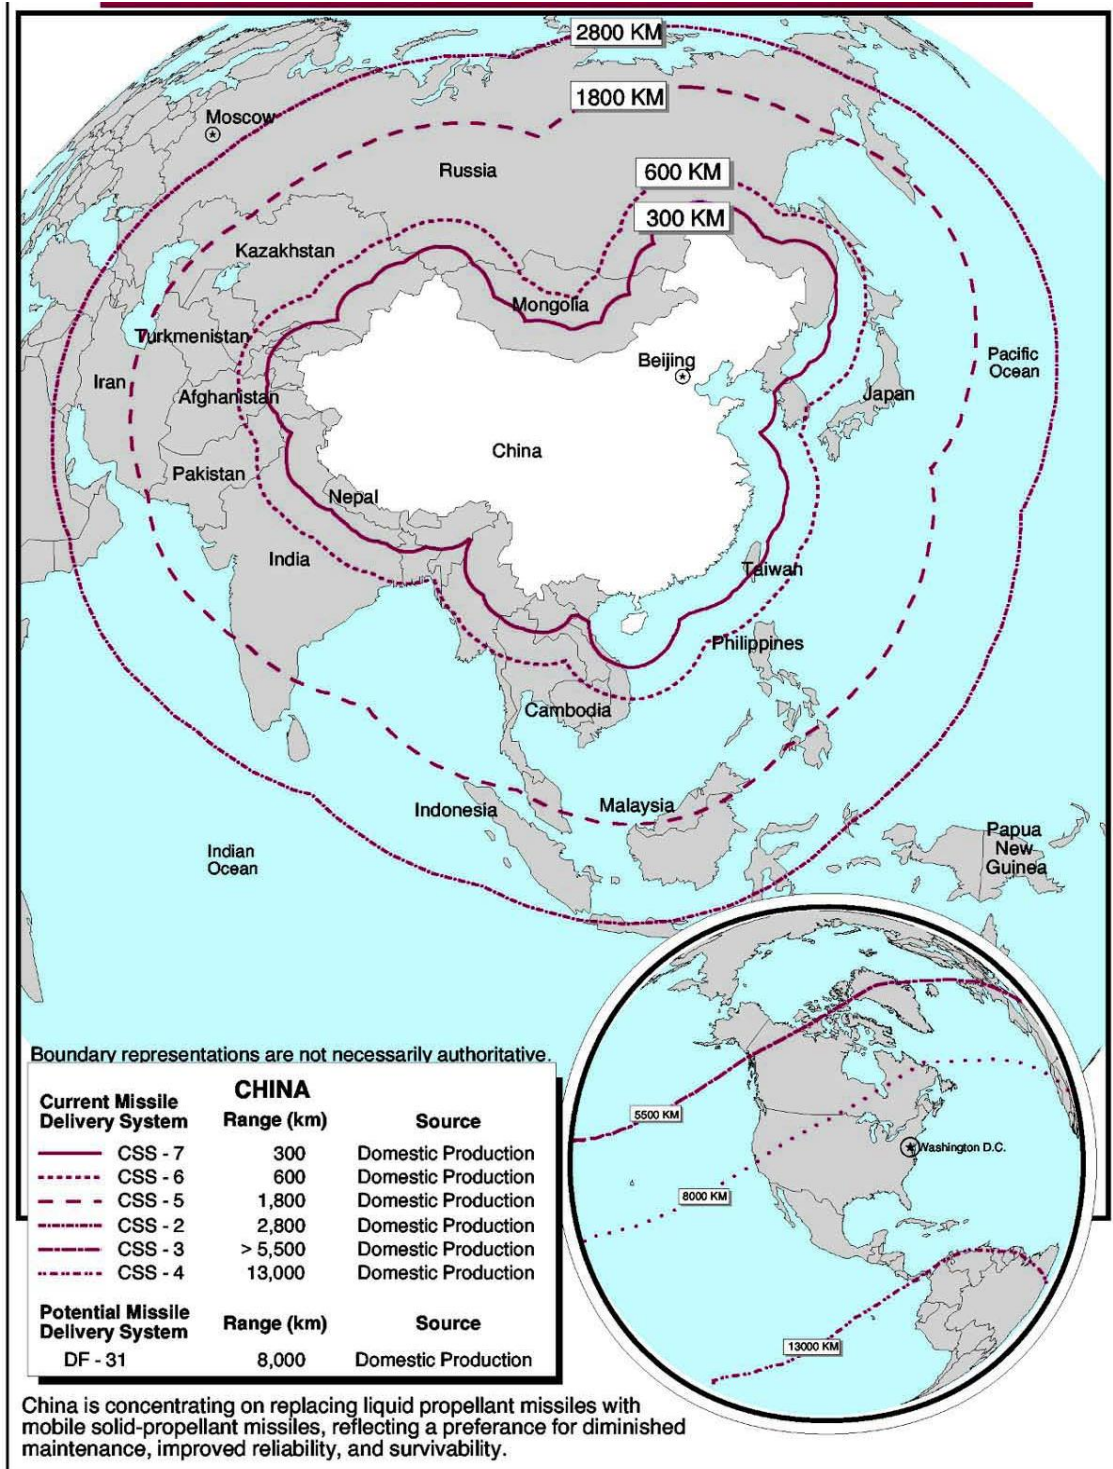 2800 KM
1800 KM
Moscow
Russia
600 KM
300 KM
Kazakhstan
Mongolia
Turkmenistan
Beijing
Pacific
Ocean
Iran
Afghanistan
Japan
China
Pakistan
Nepal
India
Taiwan
Philippines
Cambodia
Indonesia
Malaysia
Papua
New
Guinea
Indian
Ocean
Boundary representations are not necessarily authoritative.
CHINA
Current Missile
Delivery System Range (km) Source
CSS - 7 300 Domestic Production
CSS - 6 600 Domestic Production
CSS - 5 1,800 Domestic Production
CSS - 2 2,800 Domestic Production
CSS - 3 > 5,500 Domestic Production
CSS - 4 13,000 Domestic Production
Potential Missile
Delivery System Range (km) Source
DF - 31 8,000 Domestic Production
5500 KM
Washington D.C.
8000 KM
13000 KM
China is concentrating on replacing liquid propellant missiles with
mobile solid-propellant missiles, reflecting a preferance for diminished
maintenance, improved reliability, and survivability.